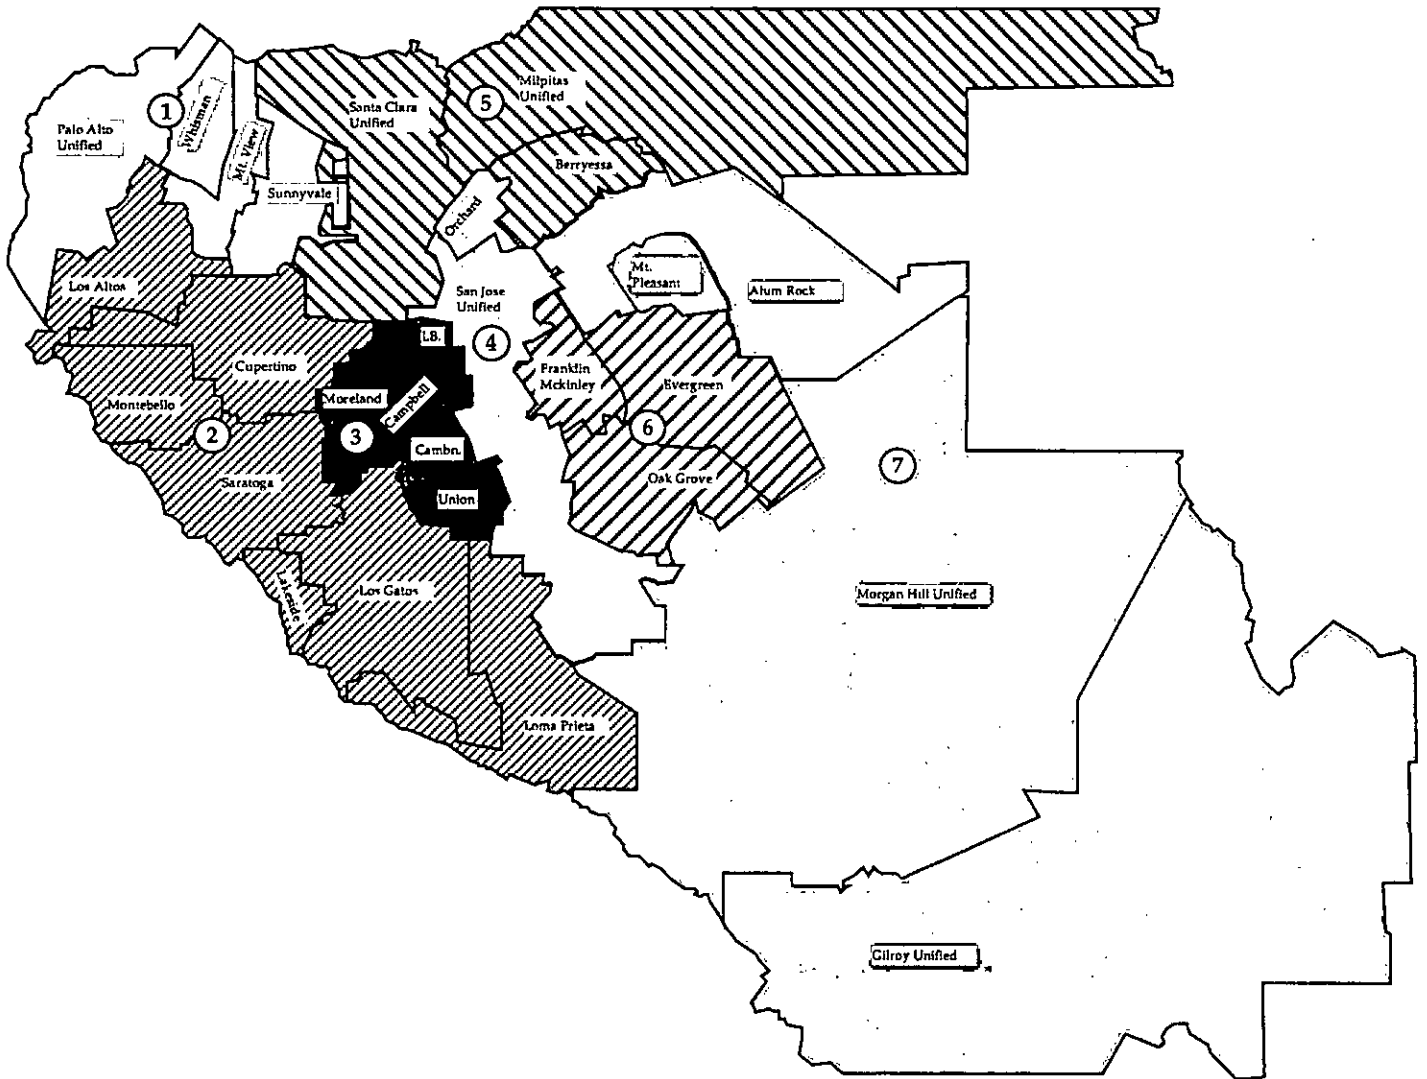 Milpitas
Unified
5
Santa Clara
Unified
1
Whisman
Palo Alto
Unified
Mt. View
Berryessa
Sunnyvale
Orchard
Los Altos
San Jose
Unified
Mt.
Pleasant
Alum Rock
L.B.
4
Cupertino
Franklin
Mckinley
Evergreen
Montebello
Moreland
Campbell
2
3
6
Cambn.
7
Saratoga
Oak Grove
Union
Lakeside
Los Gatos
Morgan Hill Unified
Loma Prieta
Gilroy Unified